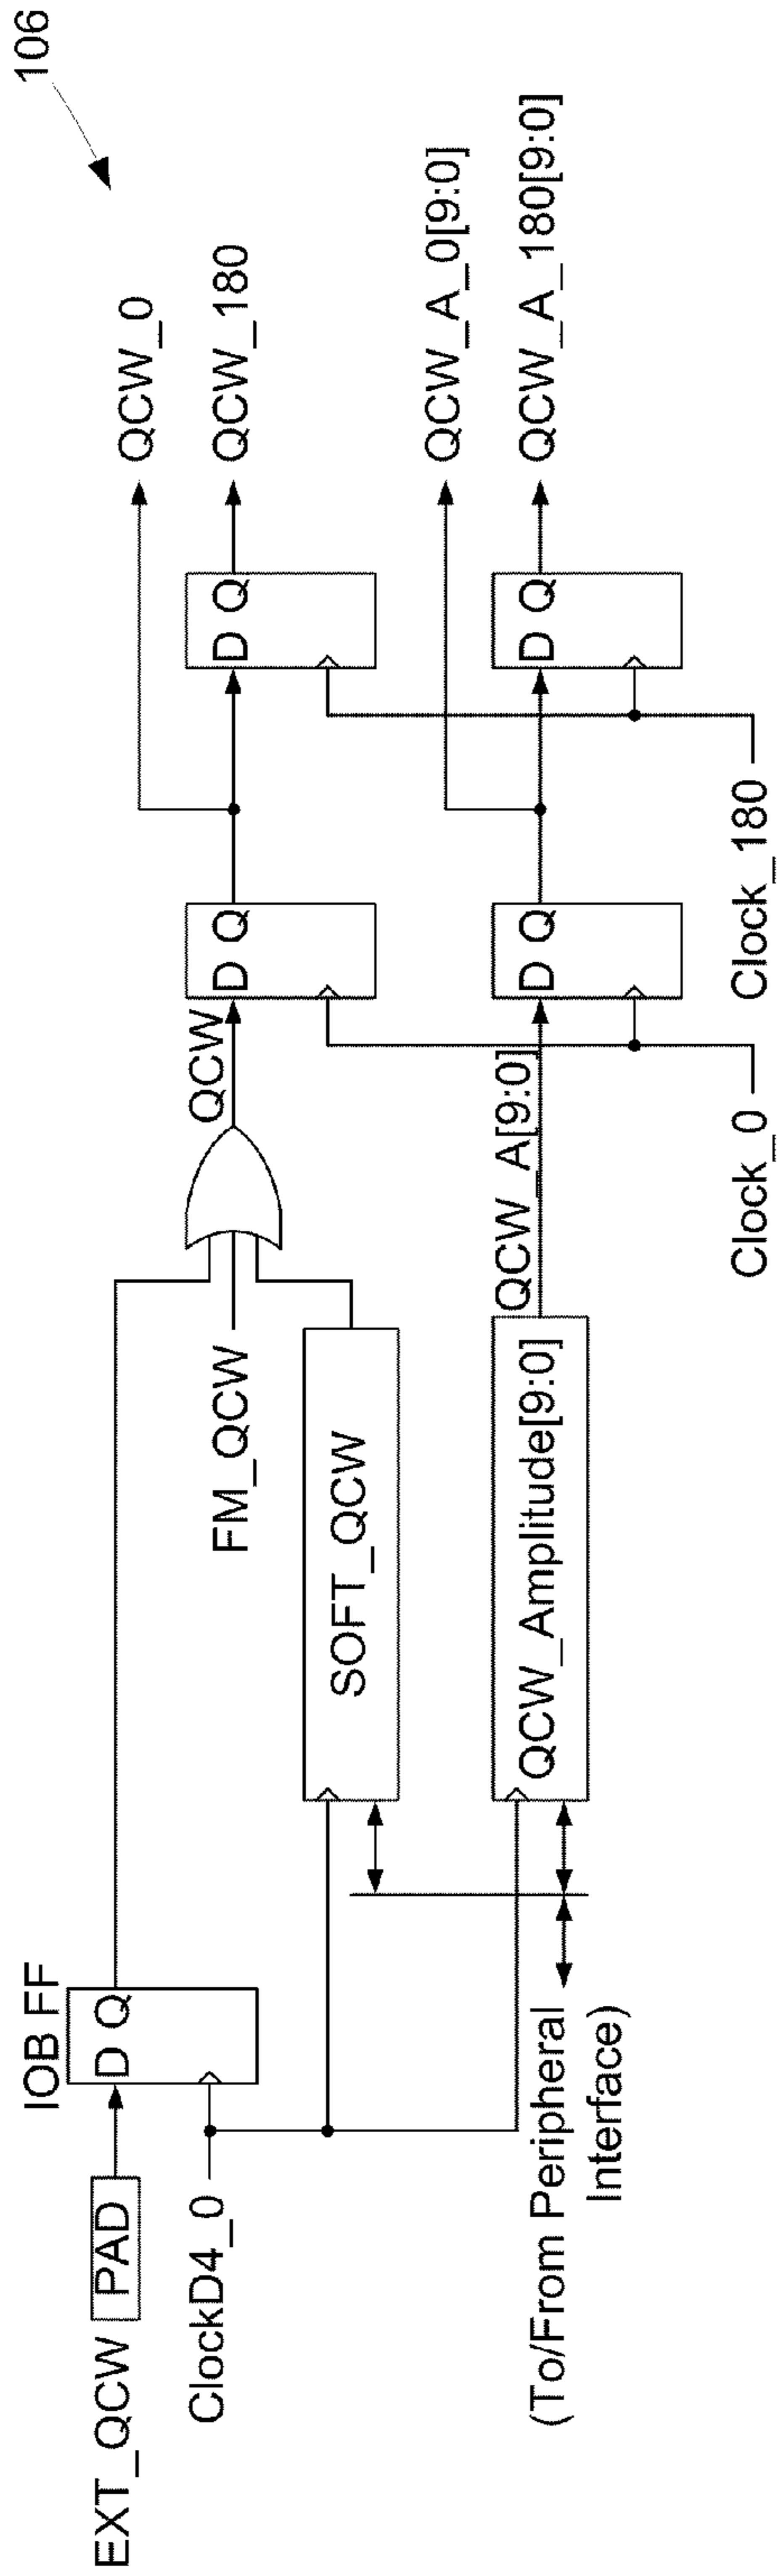 106
EXT_QCW
PAD
IOB FF
D Q
ClockD4_0
FM_QCW
SOFT_QCW
QCW
D Q
D Q
QCW_0
QCW_180
(To/From Peripheral
Interface)
QCW_Amplitude[9:0]
QCW_A[9:0]
D Q
D Q
QCW_A_0[9:0]
QCW_A_180[9:0]
Clock_0
Clock_180